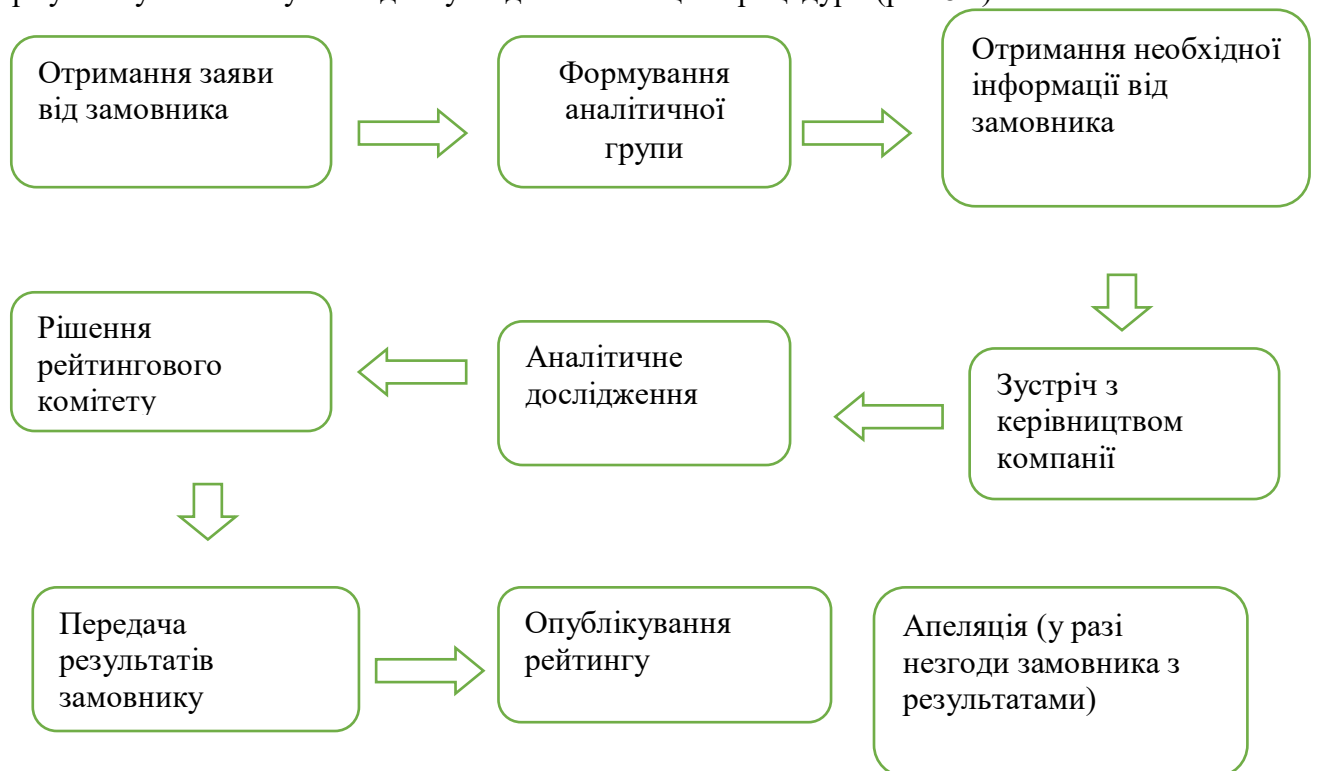 Отримання заяви
від замовника
Формування
аналітичної
групи
Отримання необхідної
інформації від
замовника
Зустріч з
керівництвом
компанії
Аналітичне
дослідження
Рішення
рейтингового
комітету
Передача
результатів
замовнику
Опублікування
рейтингу
Апеляція (у разі
незгоди замовника з
результатами)